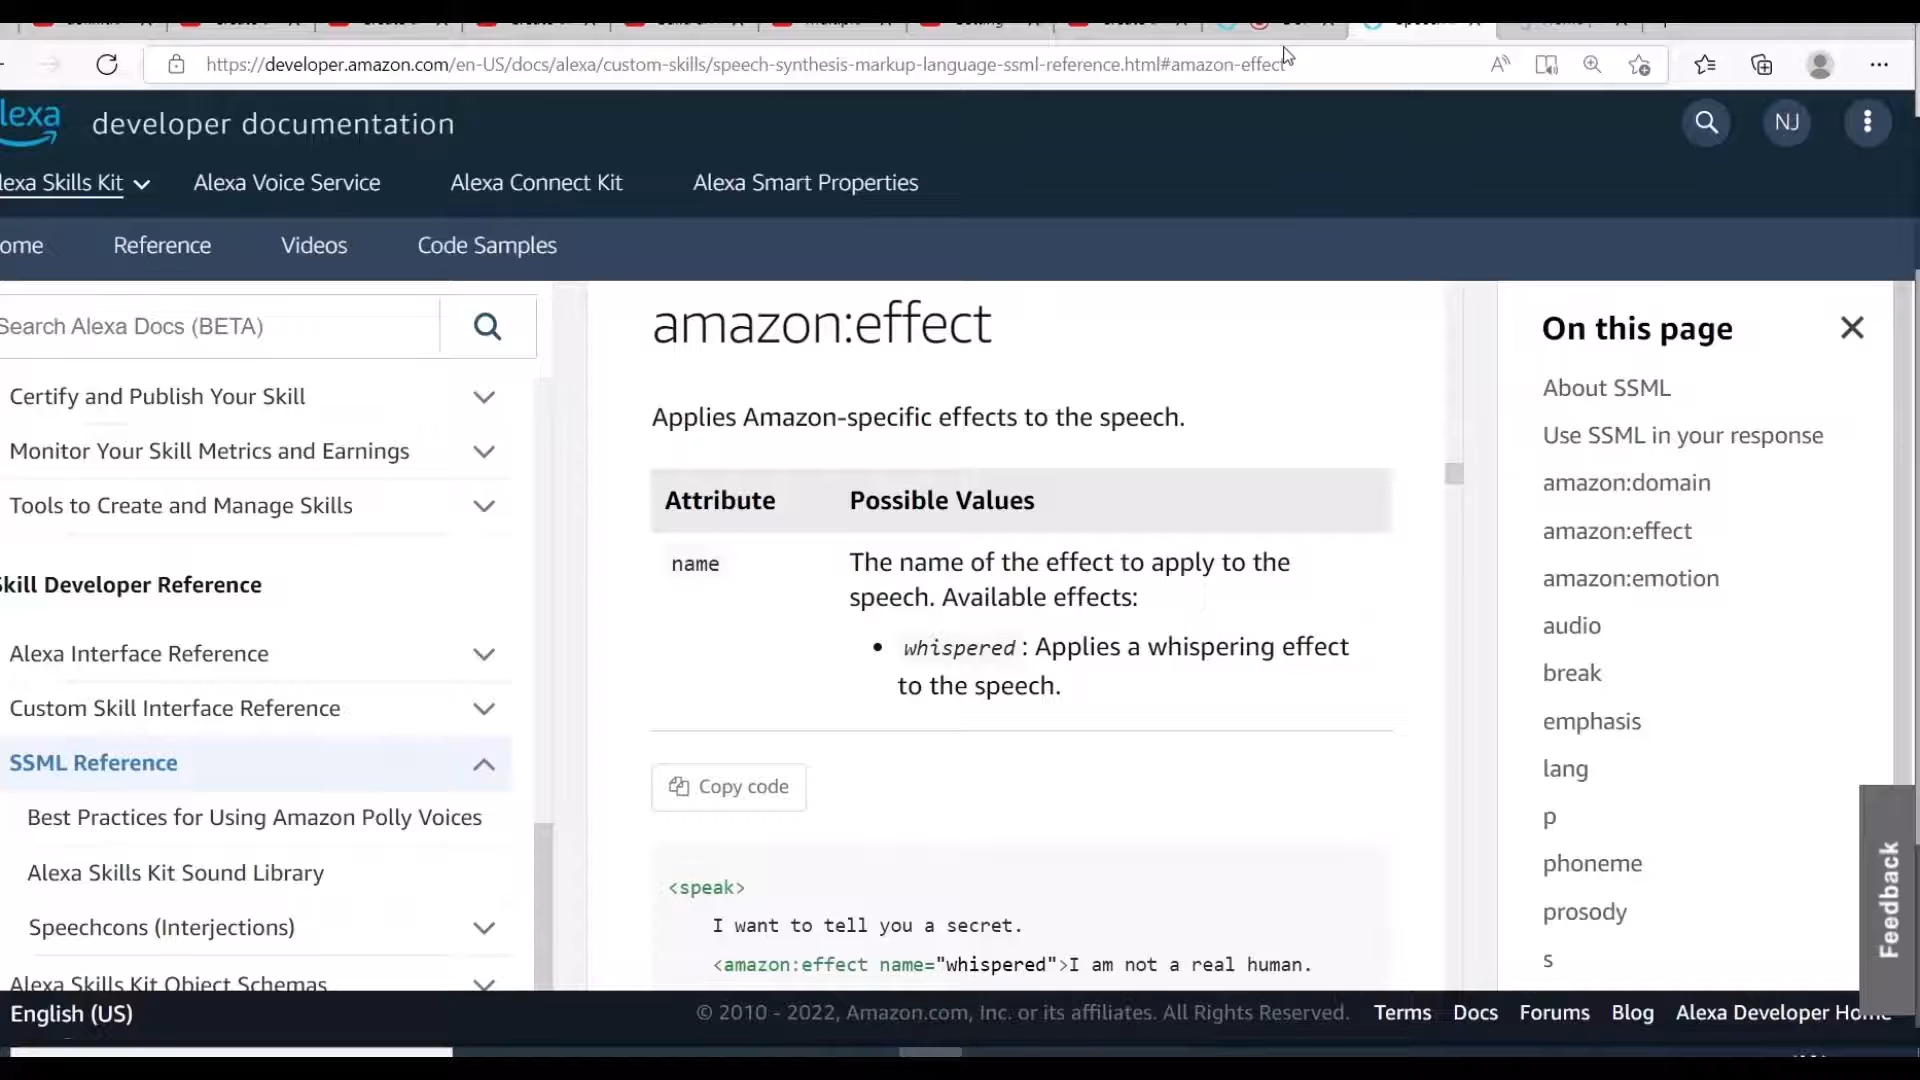 https://developer.amazon.com/en-US/docs/alexa/custom-skills/speech-synthesis-markup-language-ssml-reference.html#amazon-effect
lexa developer documentation
NJ
lexa Skills Kit
Alexa Voice Service
Alexa Connect Kit
Alexa Smart Properties
ome
Reference
Videos
Code Samples
Search Alexa Docs (BETA)
Certify and Publish Your Skill
Monitor Your Skill Metrics and Earnings
Tools to Create and Manage Skills
Skill Developer Reference
Alexa Interface Reference
Custom Skill Interface Reference
SSML Reference
Best Practices for Using Amazon Polly Voices
Alexa Skills Kit Sound Library
Speechcons (Interjections)
Alexa Skills Kit Object Schemas
amazon:effect
Applies Amazon-specific effects to the speech.
Attribute Possible Values
name
The name of the effect to apply to the
speech. Available effects:
• whispered : Applies a whispering effect
to the speech.
Copy code
<speak>
I want to tell you a secret.
<amazon:effect name="whispered">I am not a real human.
On this page
About SSML
Use SSML in your response
amazon:domain
amazon:effect
amazon:emotion
audio
break
emphasis
lang
p
phoneme
prosody
s
Feedback
English (US)
© 2010 - 2022, Amazon.com, Inc. or its affiliates. All Rights Reserved.
Terms
Docs
Forums
Blog
Alexa Developer Home